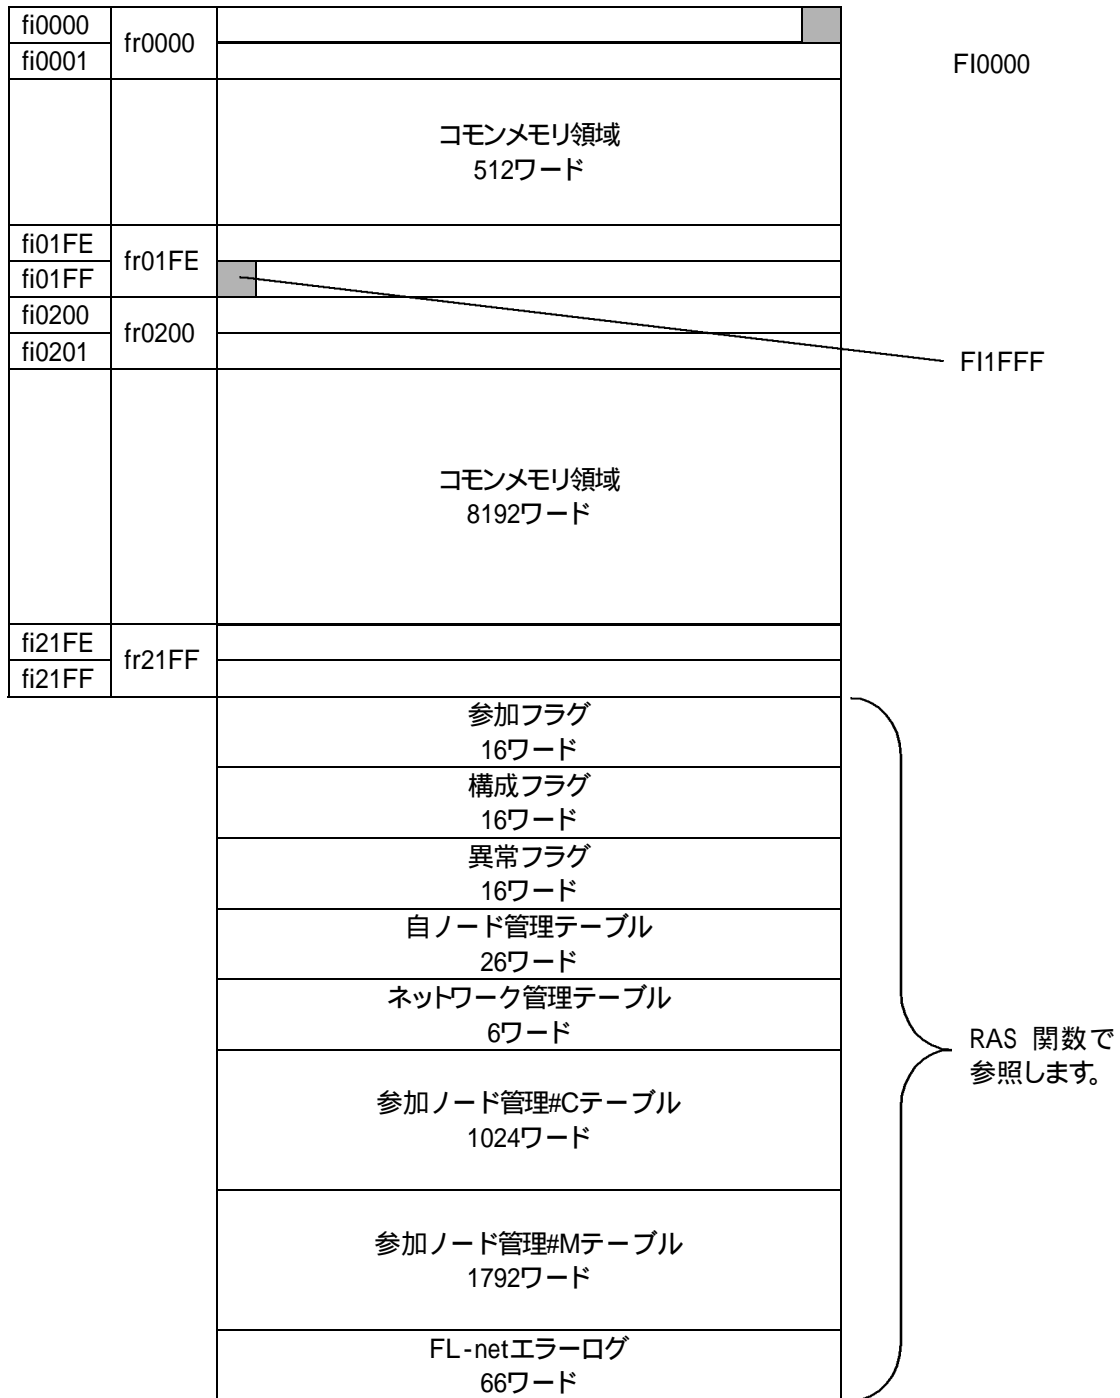 fi0000
fr0000
fi0001
FI0000
コモンメモリ領域
512ワード
fi01FE
fr01FE
fi01FF
fi0200
fr0200
fi0201
FI1FFF
コモンメモリ領域
8192ワード
fi21FE
fr21FF
fi21FF
参加フラグ
16ワード
構成フラグ
16ワード
異常フラグ
16ワード
自ノード管理テーブル
26ワード
ネットワーク管理テーブル
6ワード
RAS 関数で
参照します。
参加ノード管理#Cテーブル
1024ワード
参加ノード管理#Mテーブル
1792ワード
FL-netエラーログ
66ワード